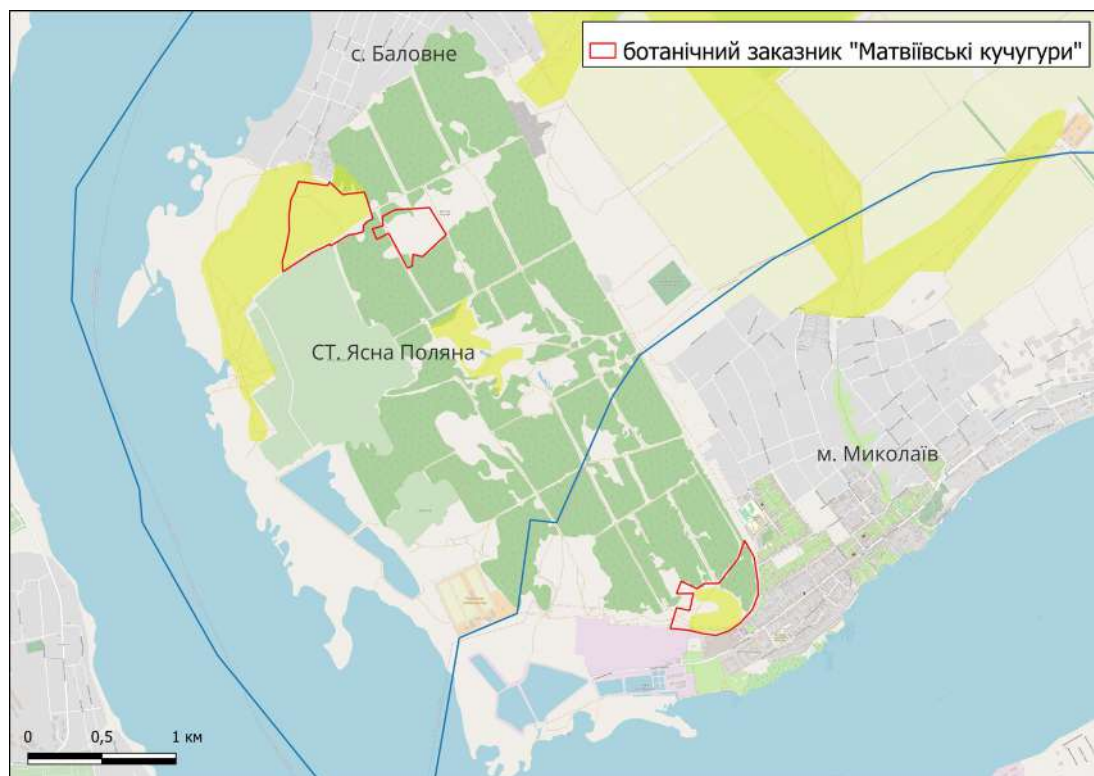 с. Баловне
ботанічний заказник "Матвіївські кучугури"
СТ. Ясна Поляна
м. Миколаїв
0 0,5 1 км